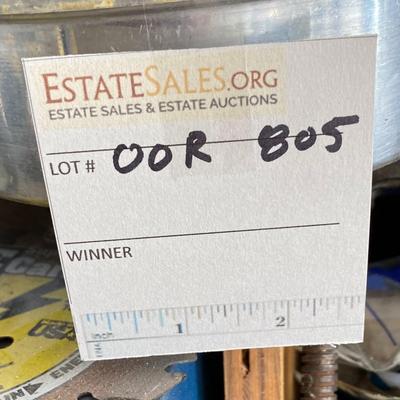 ESTATESALES.ORG
ESTATE SALES & ESTATE AUCTIONS
LOT # OOR 805
WINNER
1 2